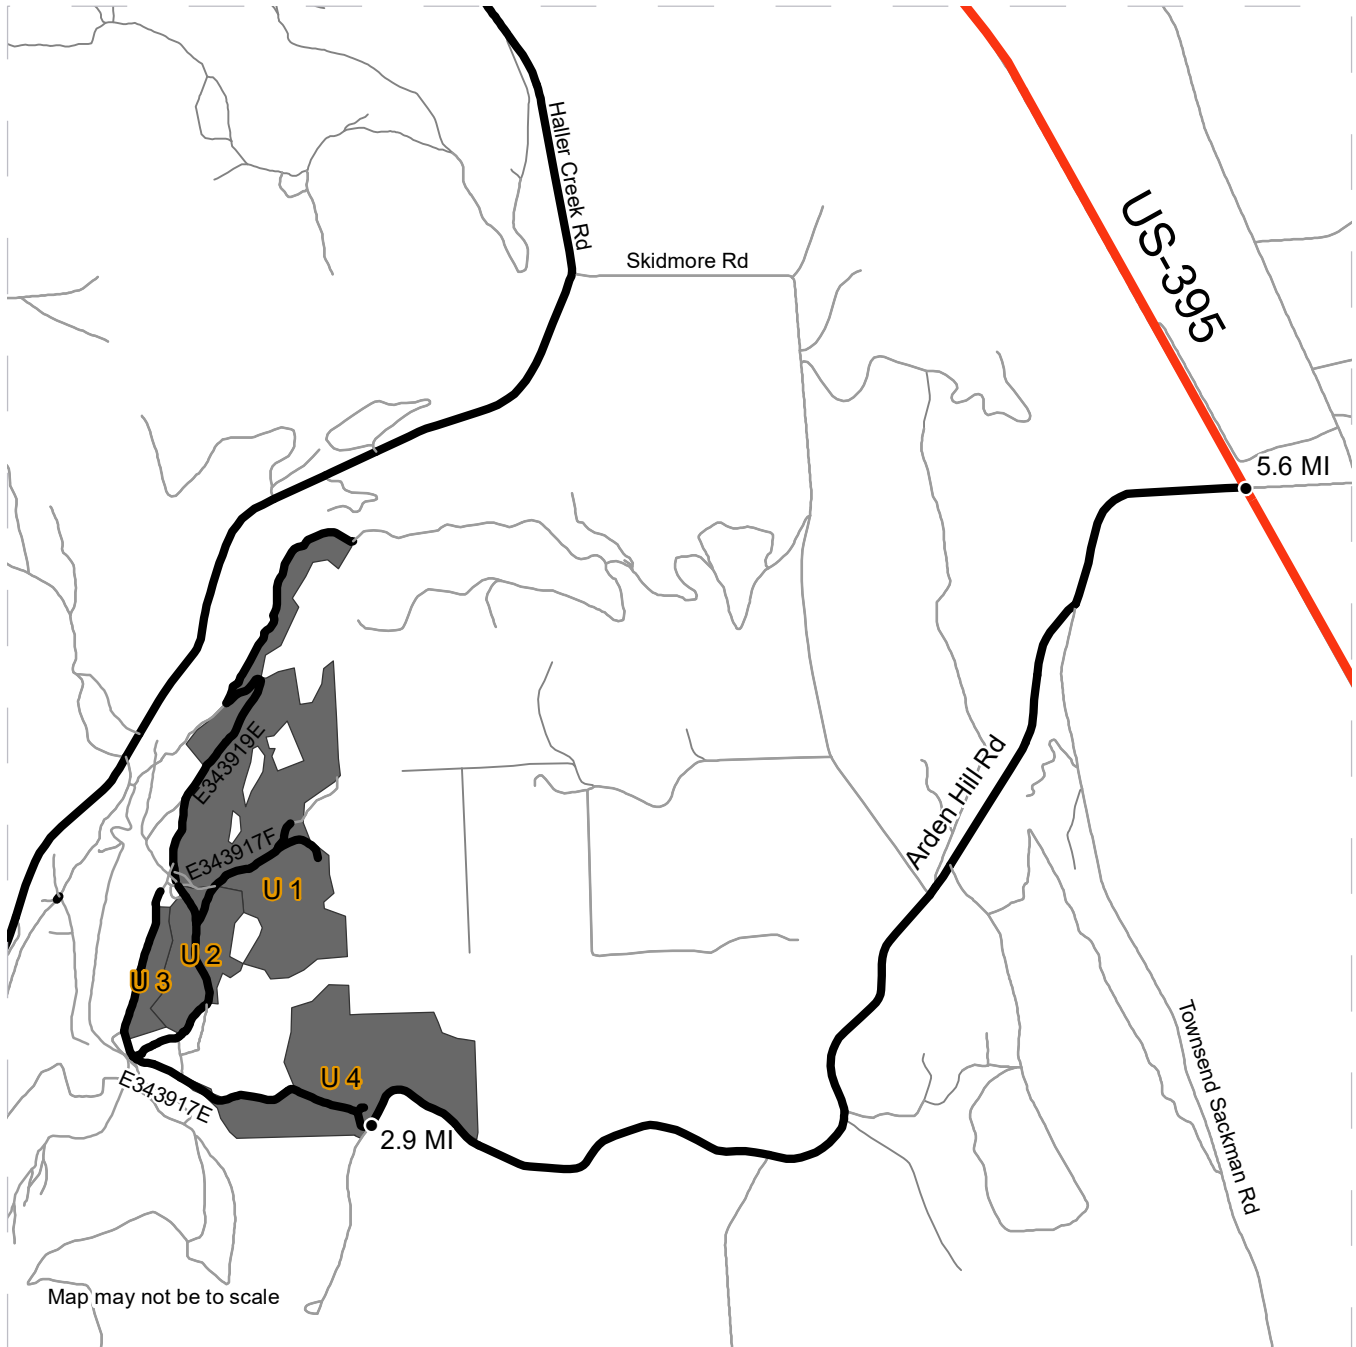 Haller Creek Rd
Skidmore Rd
US-395
5.6 MI
E343919E
Arden Hill Rd
E343917F
U 1
U 2
U 3
Townsend Sackman Rd
U 4
E343917E
2.9 MI
Map may not be to scale